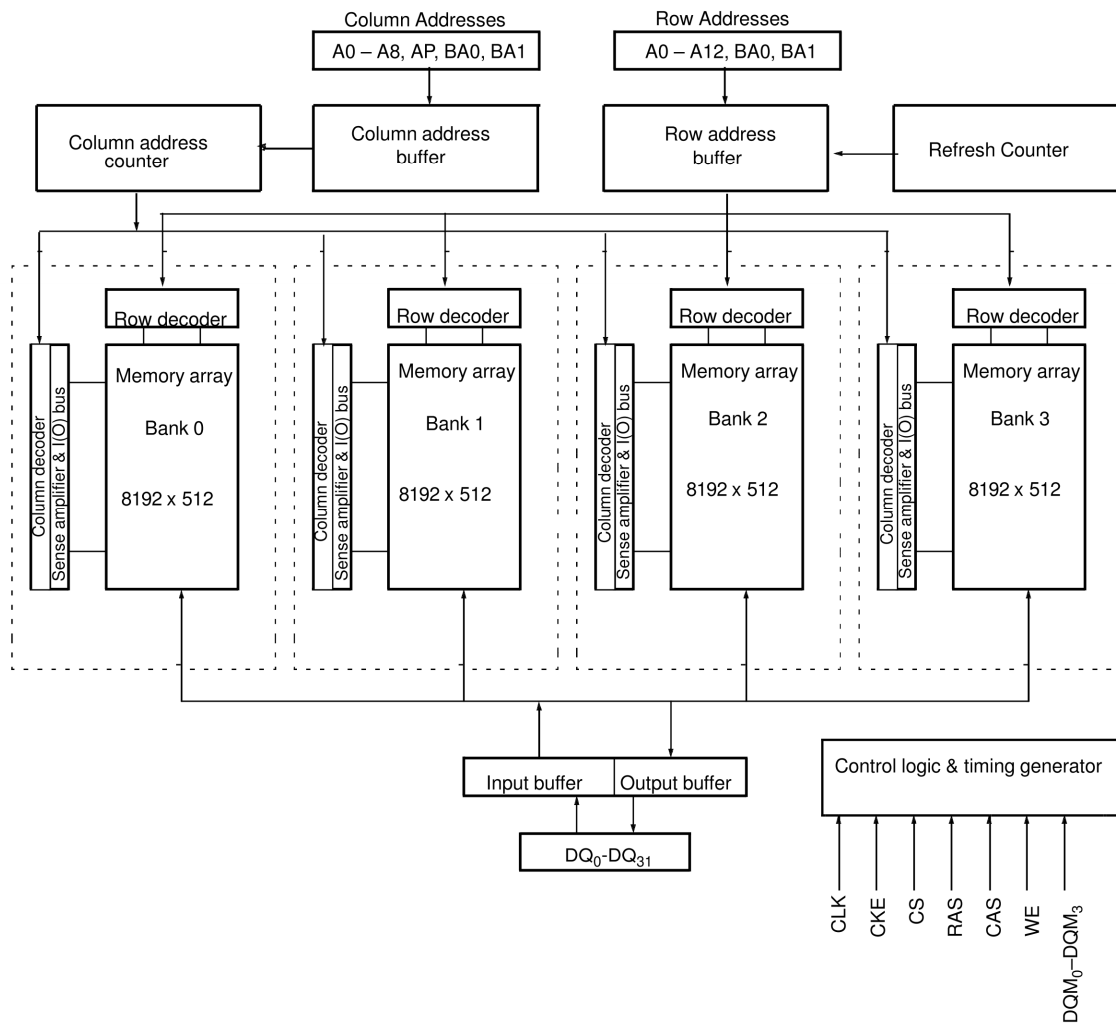 Column Addresses
A0 – A8, AP, BA0, BA1
Row Addresses
A0 – A12, BA0, BA1
Column address
counter
Column address
buffer
Row address
buffer
Refresh Counter
Row decoder
Memory array
Bank 0
8192 x 512
Column decoder
Sense amplifier & I(O) bus
Row decoder
Memory array
Bank 1
8192 x 512
Column decoder
Sense amplifier & I(O) bus
Row decoder
Memory array
Bank 2
8192 x 512
Column decoder
Sense amplifier & I(O) bus
Row decoder
Memory array
Bank 3
8192 x 512
Column decoder
Sense amplifier & I(O) bus
Input buffer
Output buffer
DQ0-DQ31
Control logic & timing generator
CLK
CKE
CS
RAS
CAS
WE
DQM0–DQM3